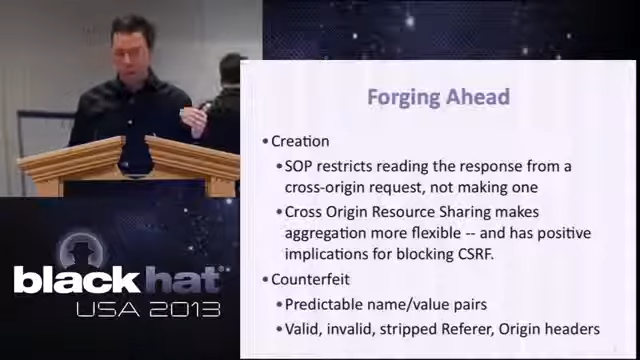 Forging Ahead
• Creation
• SOP restricts reading the response from a
cross-origin request, not making one
• Cross Origin Resource Sharing makes
aggregation more flexible -- and has positive
implications for blocking CSRF.
• Counterfeit
• Predictable name/value pairs
• Valid, invalid, stripped Referer, Origin headers
black hat®
USA 2013